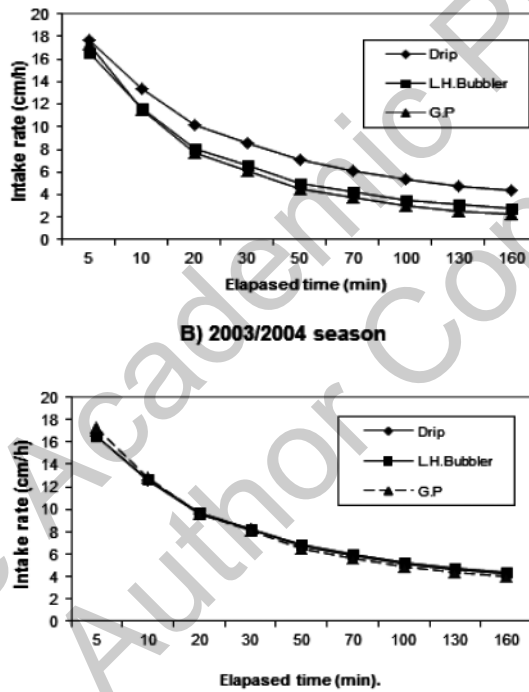 20
18
16
14
12
10
8
6
4
2
0
Intake rate (cm/h)
Drip
L.H.Bubbler
G.P
5 10 20 30 50 70 100 130 160
Elapased time (min)
B) 2003/2004 season
20
18
16
14
12
10
8
6
4
2
0
Intake rate (cm/h)
Drip
L.H.Bubbler
G.P
5 10 20 30 50 70 100 130 160
Elapased time (min).
Academic P
Author Co